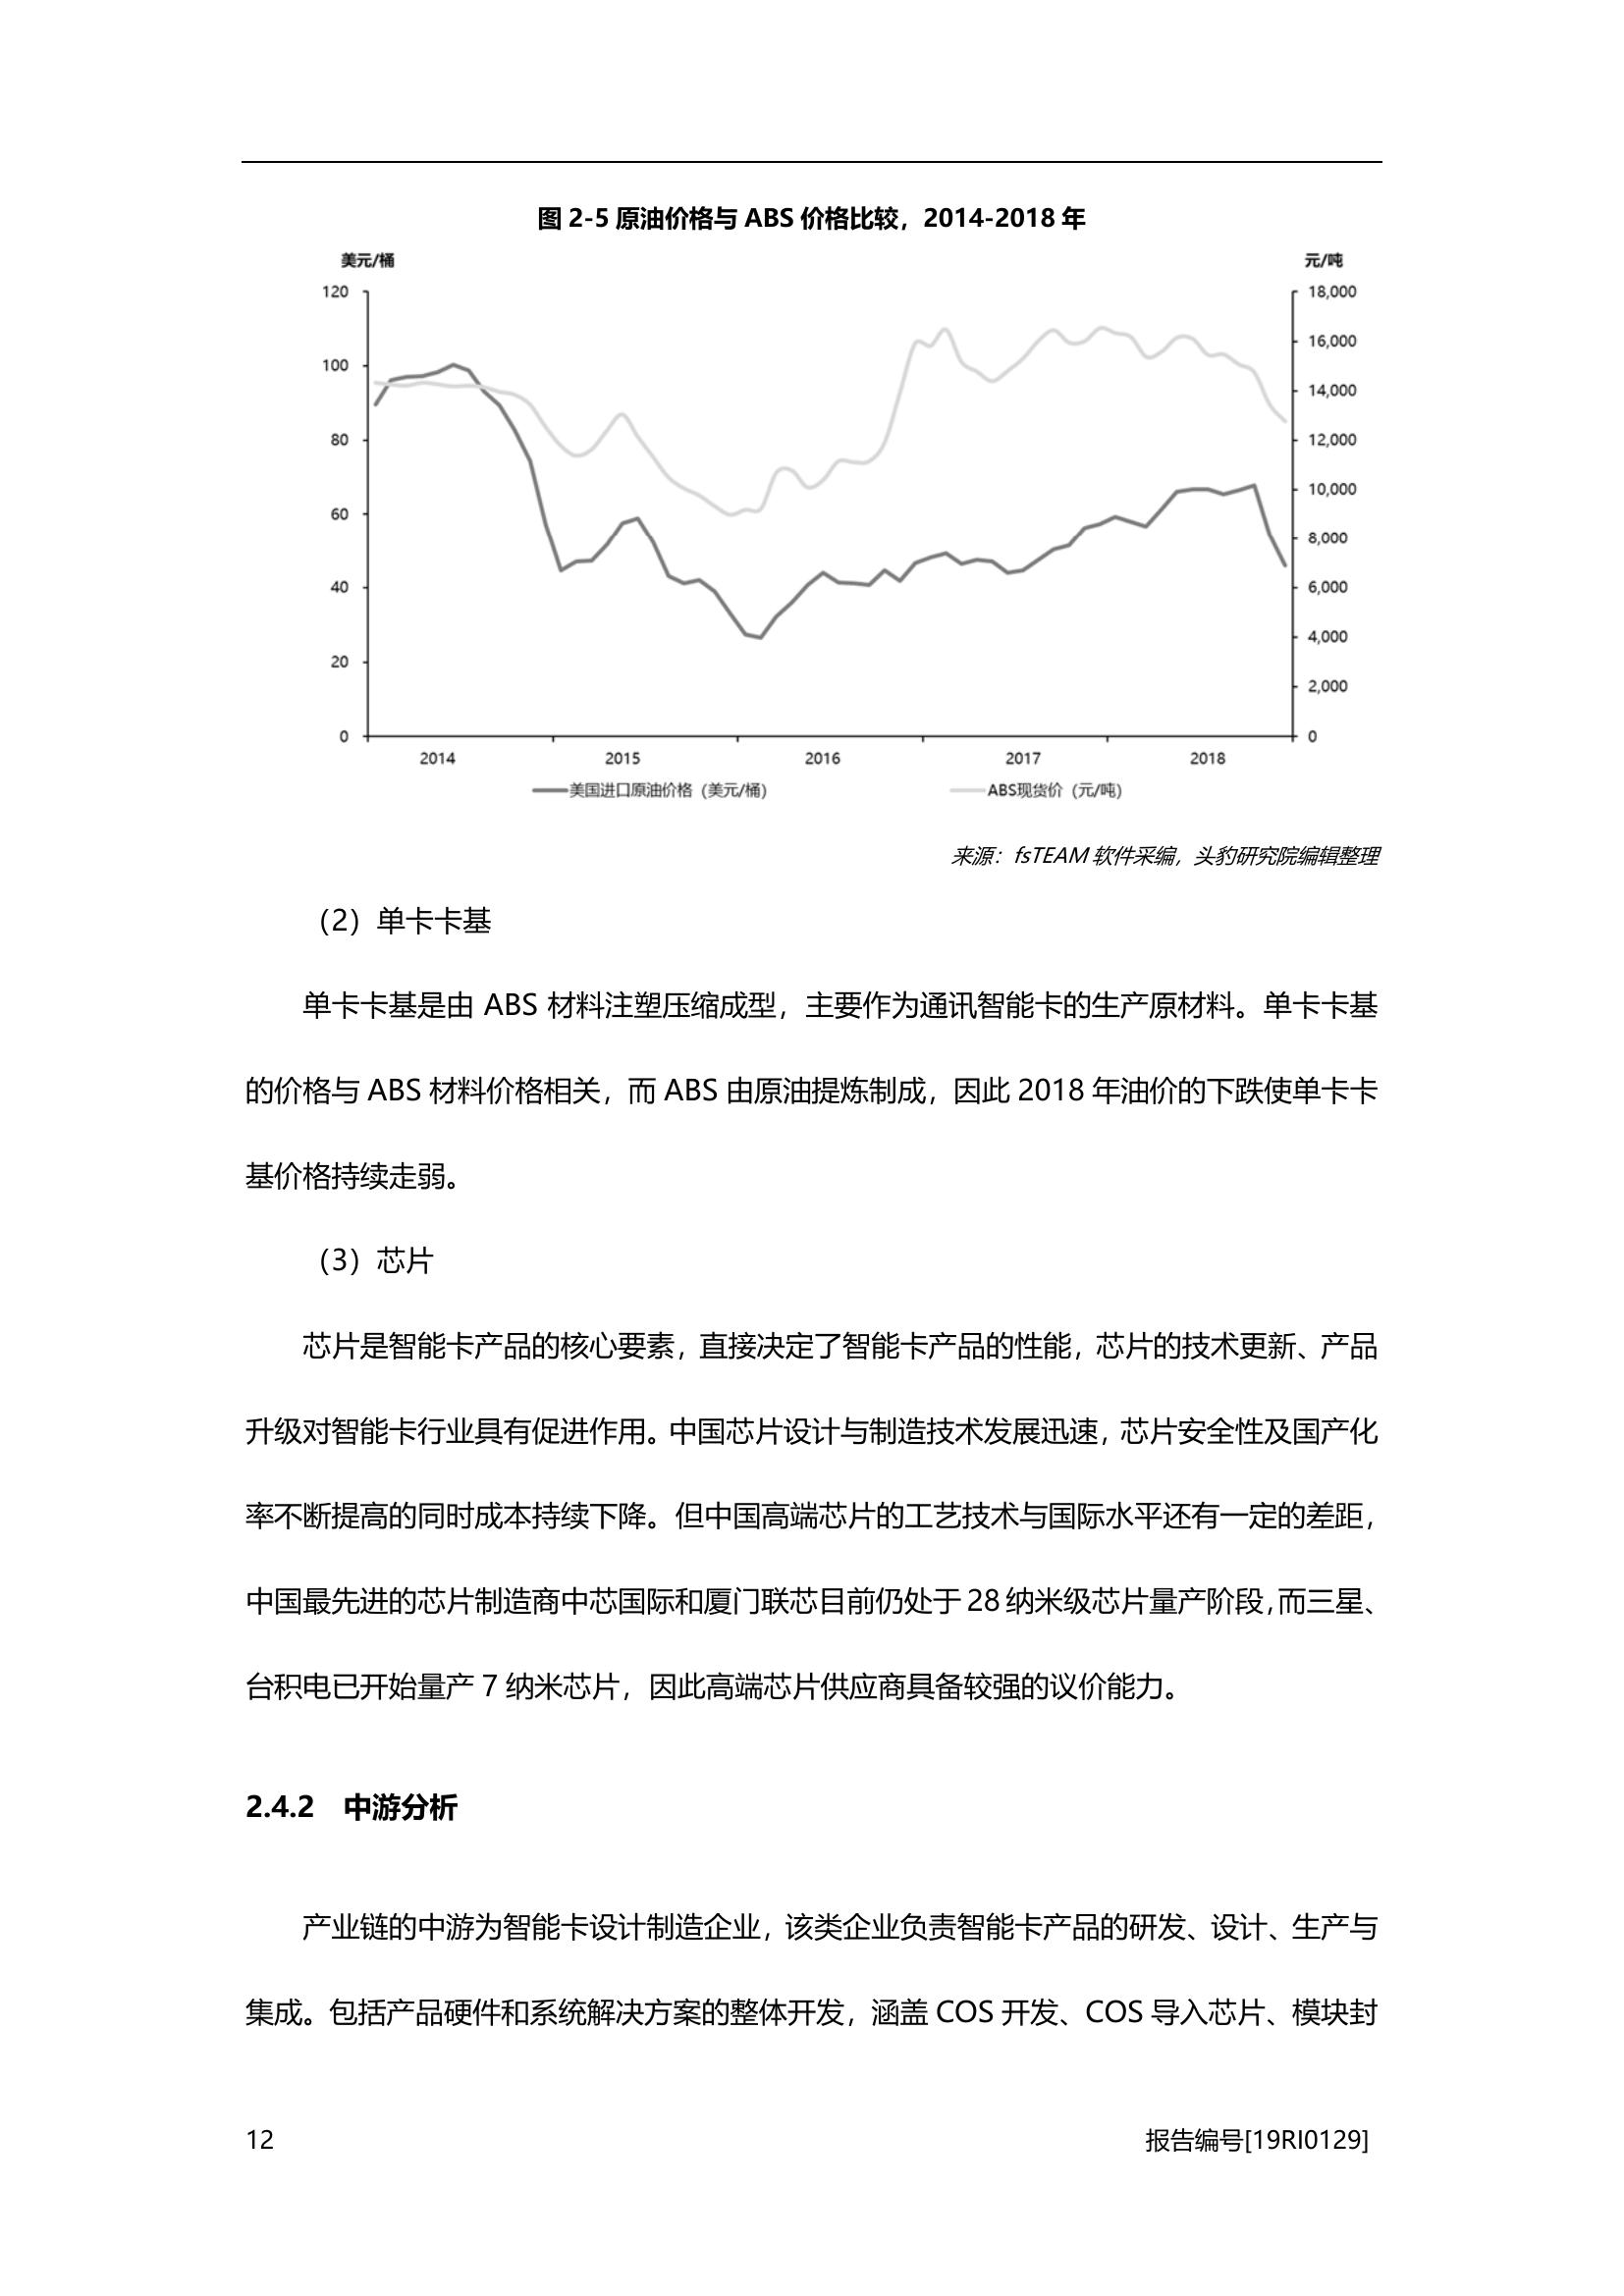 图 2-5 原油价格与 ABS 价格比较，2014-2018 年
美元/桶
元/吨
120
100
80
60
40
20
0
18,000
16,000
14,000
12,000
10,000
8,000
6,000
4,000
2,000
0
2014 2015 2016 2017 2018
美国进口原油价格（美元/桶） ABS现货价（元/吨）
来源：fsTEAM 软件采编，头豹研究院编辑整理
（2）单卡卡基
单卡卡基是由 ABS 材料注塑压缩成型，主要作为通讯智能卡的生产原材料。单卡卡基
的价格与 ABS 材料价格相关，而 ABS 由原油提炼制成，因此 2018 年油价的下跌使单卡卡
基价格持续走弱。
（3）芯片
芯片是智能卡产品的核心要素，直接决定了智能卡产品的性能，芯片的技术更新、产品
升级对智能卡行业具有促进作用。中国芯片设计与制造技术发展迅速，芯片安全性及国产化
率不断提高的同时成本持续下降。但中国高端芯片的工艺技术与国际水平还有一定的差距，
中国最先进的芯片制造商中芯国际和厦门联芯目前仍处于 28 纳米级芯片量产阶段，而三星、
台积电已开始量产 7 纳米芯片，因此高端芯片供应商具备较强的议价能力。
2.4.2 中游分析
产业链的中游为智能卡设计制造企业，该类企业负责智能卡产品的研发、设计、生产与
集成。包括产品硬件和系统解决方案的整体开发，涵盖 COS 开发、COS 导入芯片、模块封
12
报告编号[19RI0129]